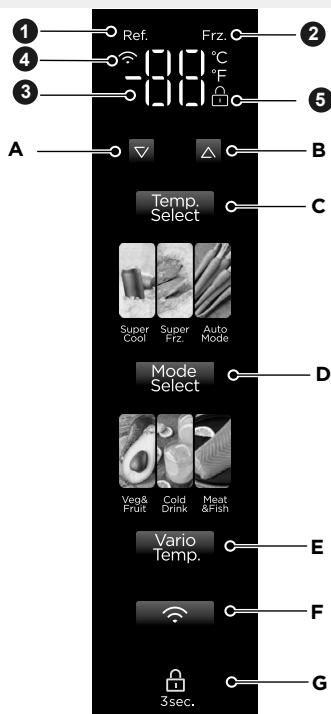 1 Ref. Frz. 2
4 °C
-88 °F
3 5
A B
Temp.
Select C
Super Super Auto
Cool Frz. Mode
Mode
Select D
Veg& Cold Meat
Fruit Drink &Fish
Vario
Temp. E
F
G
3sec.